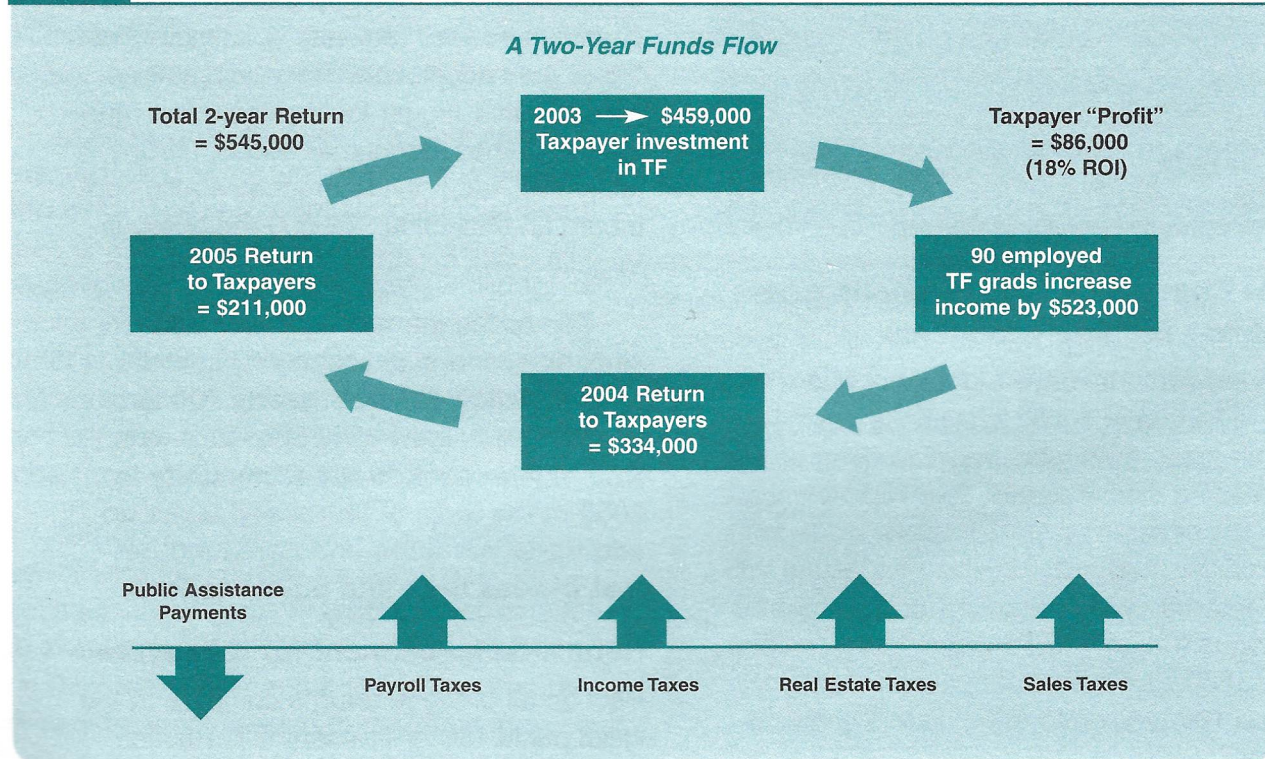 A Two-Year Funds Flow
Total 2-year Return
= $545,000
2003 → $459,000
Taxpayer investment
in TF
Taxpayer “Profit”
= $86,000
(18% ROI)
2005 Return
to Taxpayers
= $211,000
90 employed
TF grads increase
income by $523,000
2004 Return
to Taxpayers
= $334,000
Public Assistance
Payments
Payroll Taxes
Income Taxes
Real Estate Taxes
Sales Taxes